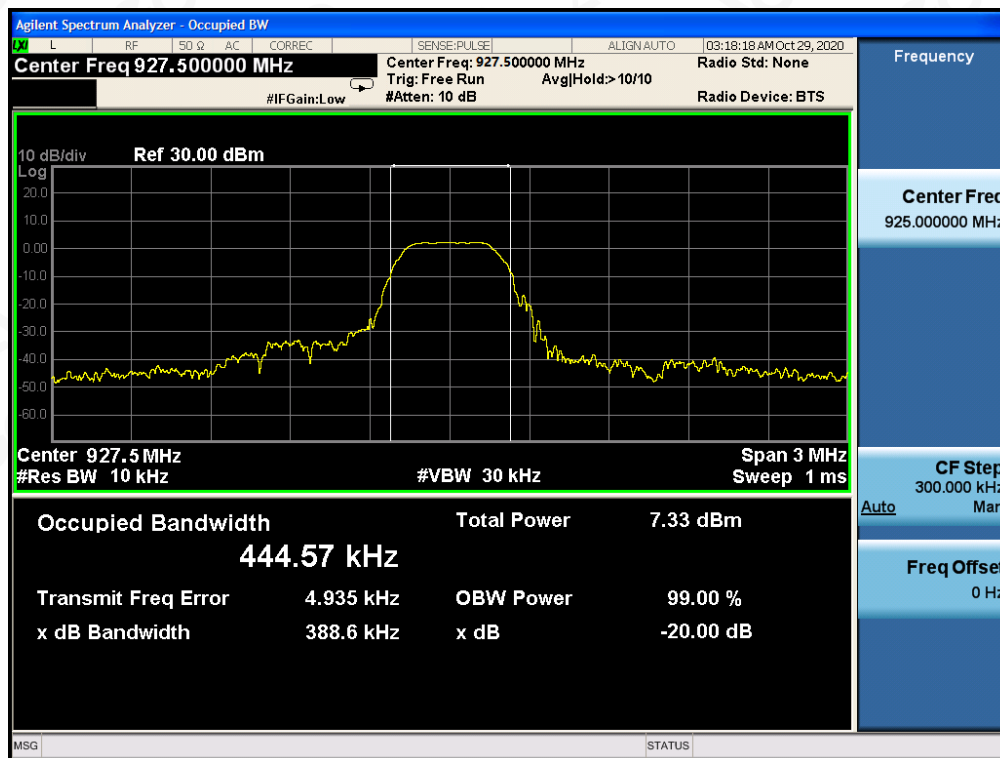 Agilent Spectrum Analyzer - Occupied BW
LXI L RF 50 Ω AC CORREC SENSE:PULSE ALIGN AUTO 03:18:18 AM Oct 29, 2020
Center Freq 927.500000 MHz
Center Freq: 927.500000 MHz
Radio Std: None
Trig: Free Run Avg|Hold:>10/10
#IFGain:Low
#Atten: 10 dB
Radio Device: BTS
Frequency
10 dB/div Ref 30.00 dBm
Log
20.0
10.0
0.00
-10.0
-20.0
-30.0
-40.0
-50.0
-60.0
Center 927.5 MHz Span 3 MHz
#Res BW 10 kHz #VBW 30 kHz Sweep 1 ms
Occupied Bandwidth Total Power 7.33 dBm
444.57 kHz
Transmit Freq Error 4.935 kHz OBW Power 99.00 %
x dB Bandwidth 388.6 kHz x dB -20.00 dB
Center Freq
925.000000 MHz
CF Step
300.000 kHz
Auto Man
Freq Offset
0 Hz
MSG STATUS